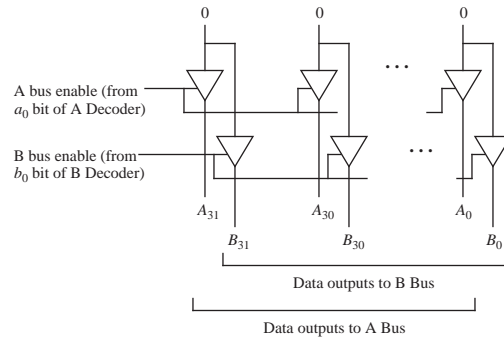 0 0 0
. . .
A bus enable (from
a0 bit of A Decoder)
B bus enable (from
b0 bit of B Decoder)
. . .
A31 A30 A0
B31 B30 B0
Data outputs to B Bus
Data outputs to A Bus